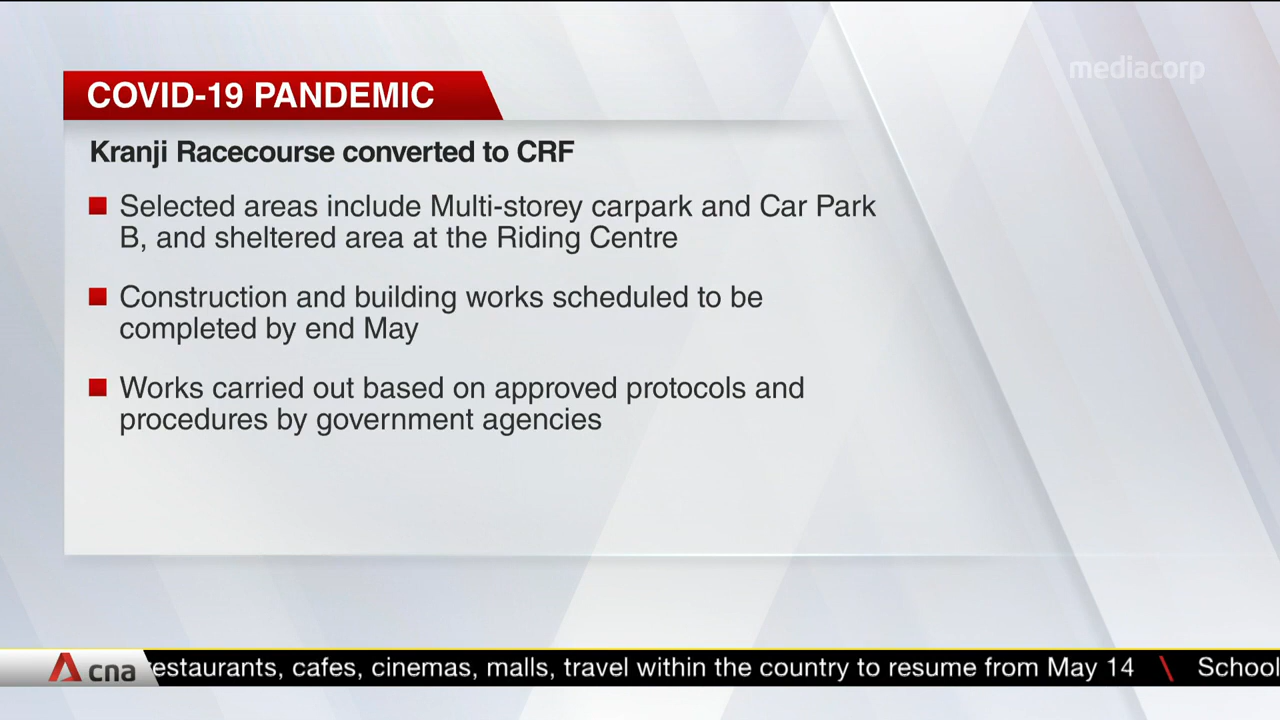 mediacorp
COVID-19 PANDEMIC
Kranji Racecourse converted to CRF
Selected areas include Multi-storey carpark and Car Park
B, and sheltered area at the Riding Centre
Construction and building works scheduled to be
completed by end May
Works carried out based on approved protocols and
procedures by government agencies
cna
estaurants, cafes, cinemas, malls, travel within the country to resume from May 14 \ School